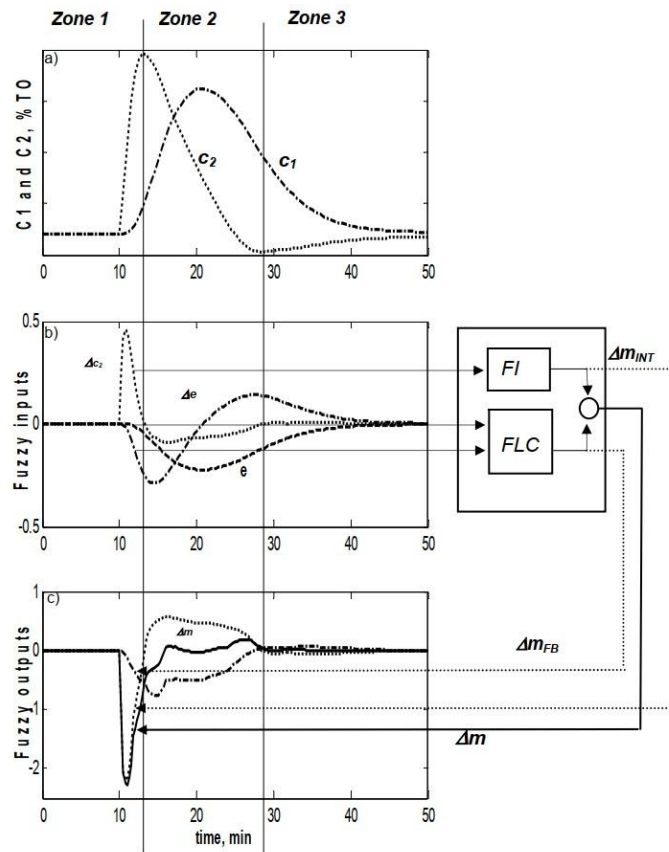 Zone 1 Zone 2 Zone 3
a)
C1 and C2, % TO
c2
c1
0 10 20 30 40 50
b)
0.5
0
-0.5
Fuzzy inputs
Δc2
Δe
e
0 10 20 30 40 50
FI
FLC
ΔmINT
c)
1
0
-1
-2
Fuzzy outputs
Δm
ΔmFB
Δm
0 10 20 30 40 50
time, min